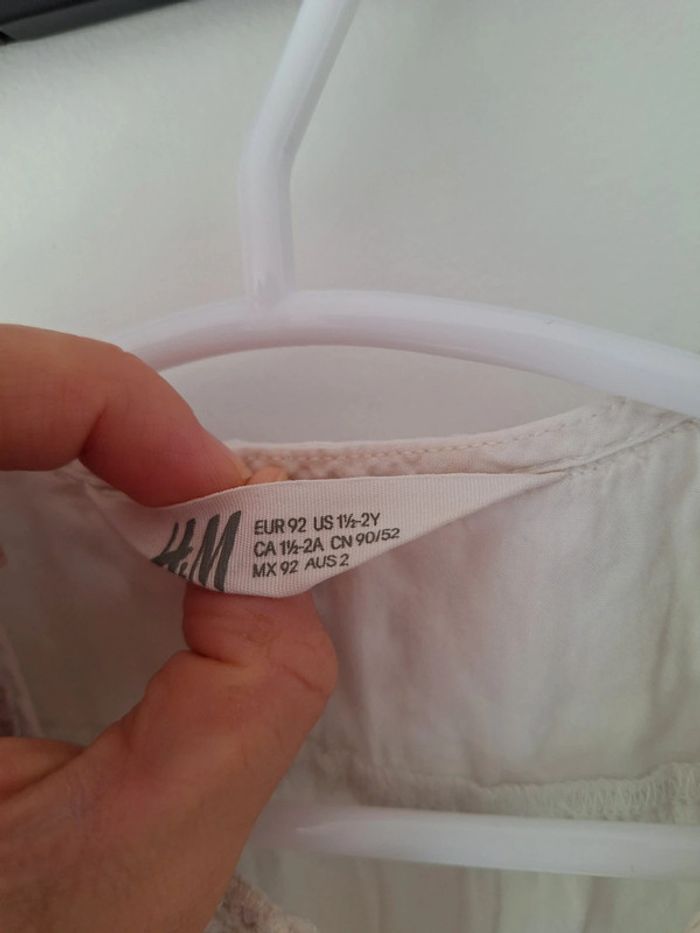 H&M
EUR 92 US 1½-2Y
CA 1½-2A CN 90/52
MX 92 AUS 2